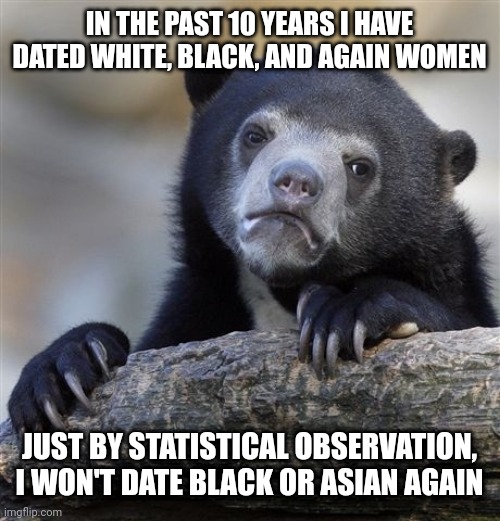 IN THE PAST 10 YEARS I HAVE
DATED WHITE, BLACK, AND AGAIN WOMEN
JUST BY STATISTICAL OBSERVATION,
I WON'T DATE BLACK OR ASIAN AGAIN
imgflip.com